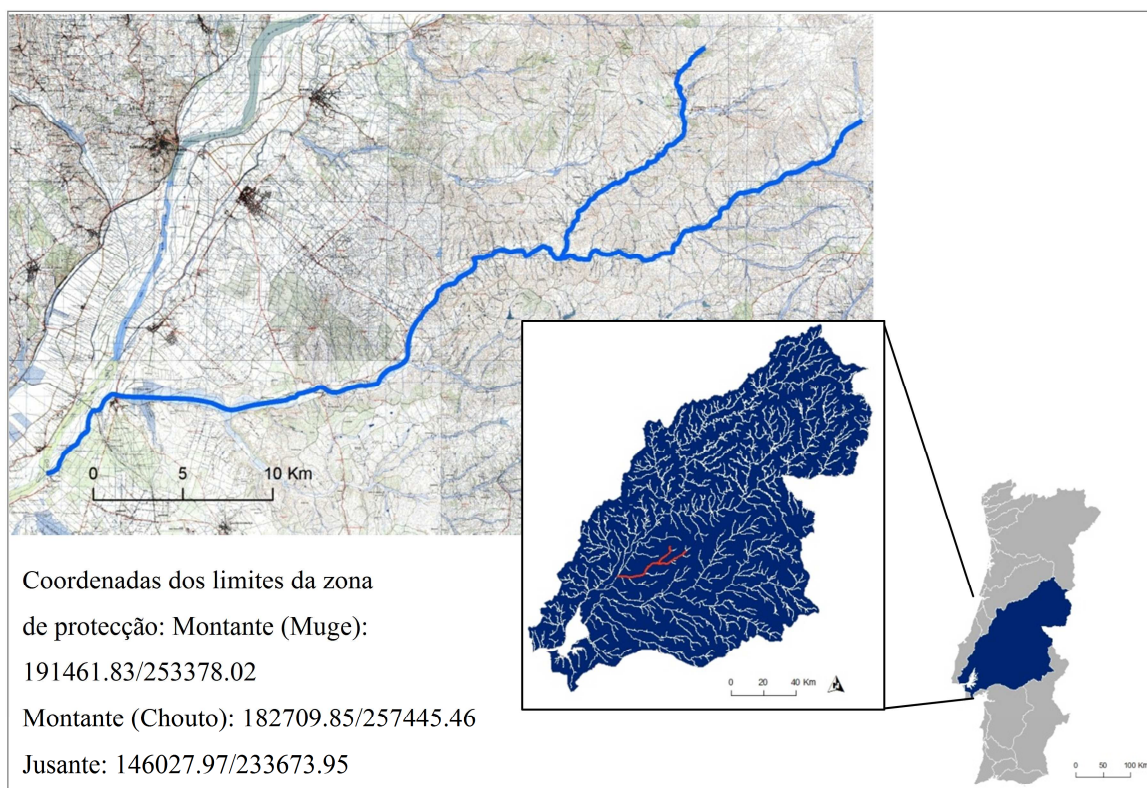 0 5 10 Km
0 20 40 Km
0 50 100 Km
Coordenadas dos limites da zona
de protecção: Montante (Muge):
191461.83/253378.02
Montante (Chouto): 182709.85/257445.46
Jusante: 146027.97/233673.95